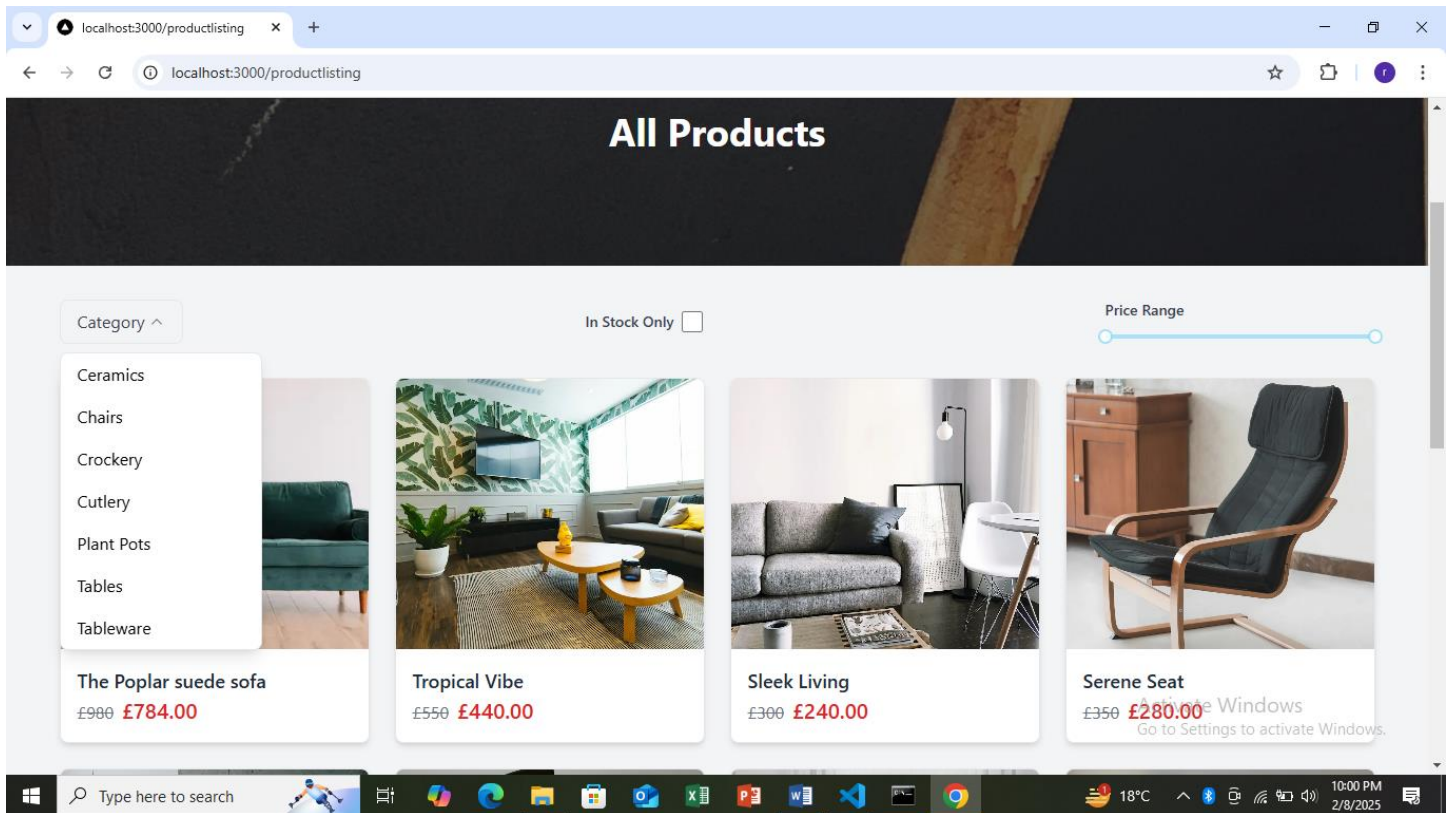 localhost:3000/productlisting
localhost:3000/productlisting
r
All Products
Category
In Stock Only
Price Range
Ceramics
Chairs
Crockery
Cutlery
Plant Pots
Tables
Tableware
The Poplar suede sofa
£980 £784.00
Tropical Vibe
£550 £440.00
Sleek Living
£300 £240.00
Serene Seat
£350 £280.00
Activate Windows
Go to Settings to activate Windows.
Type here to search
18°C
10:00 PM
2/8/2025